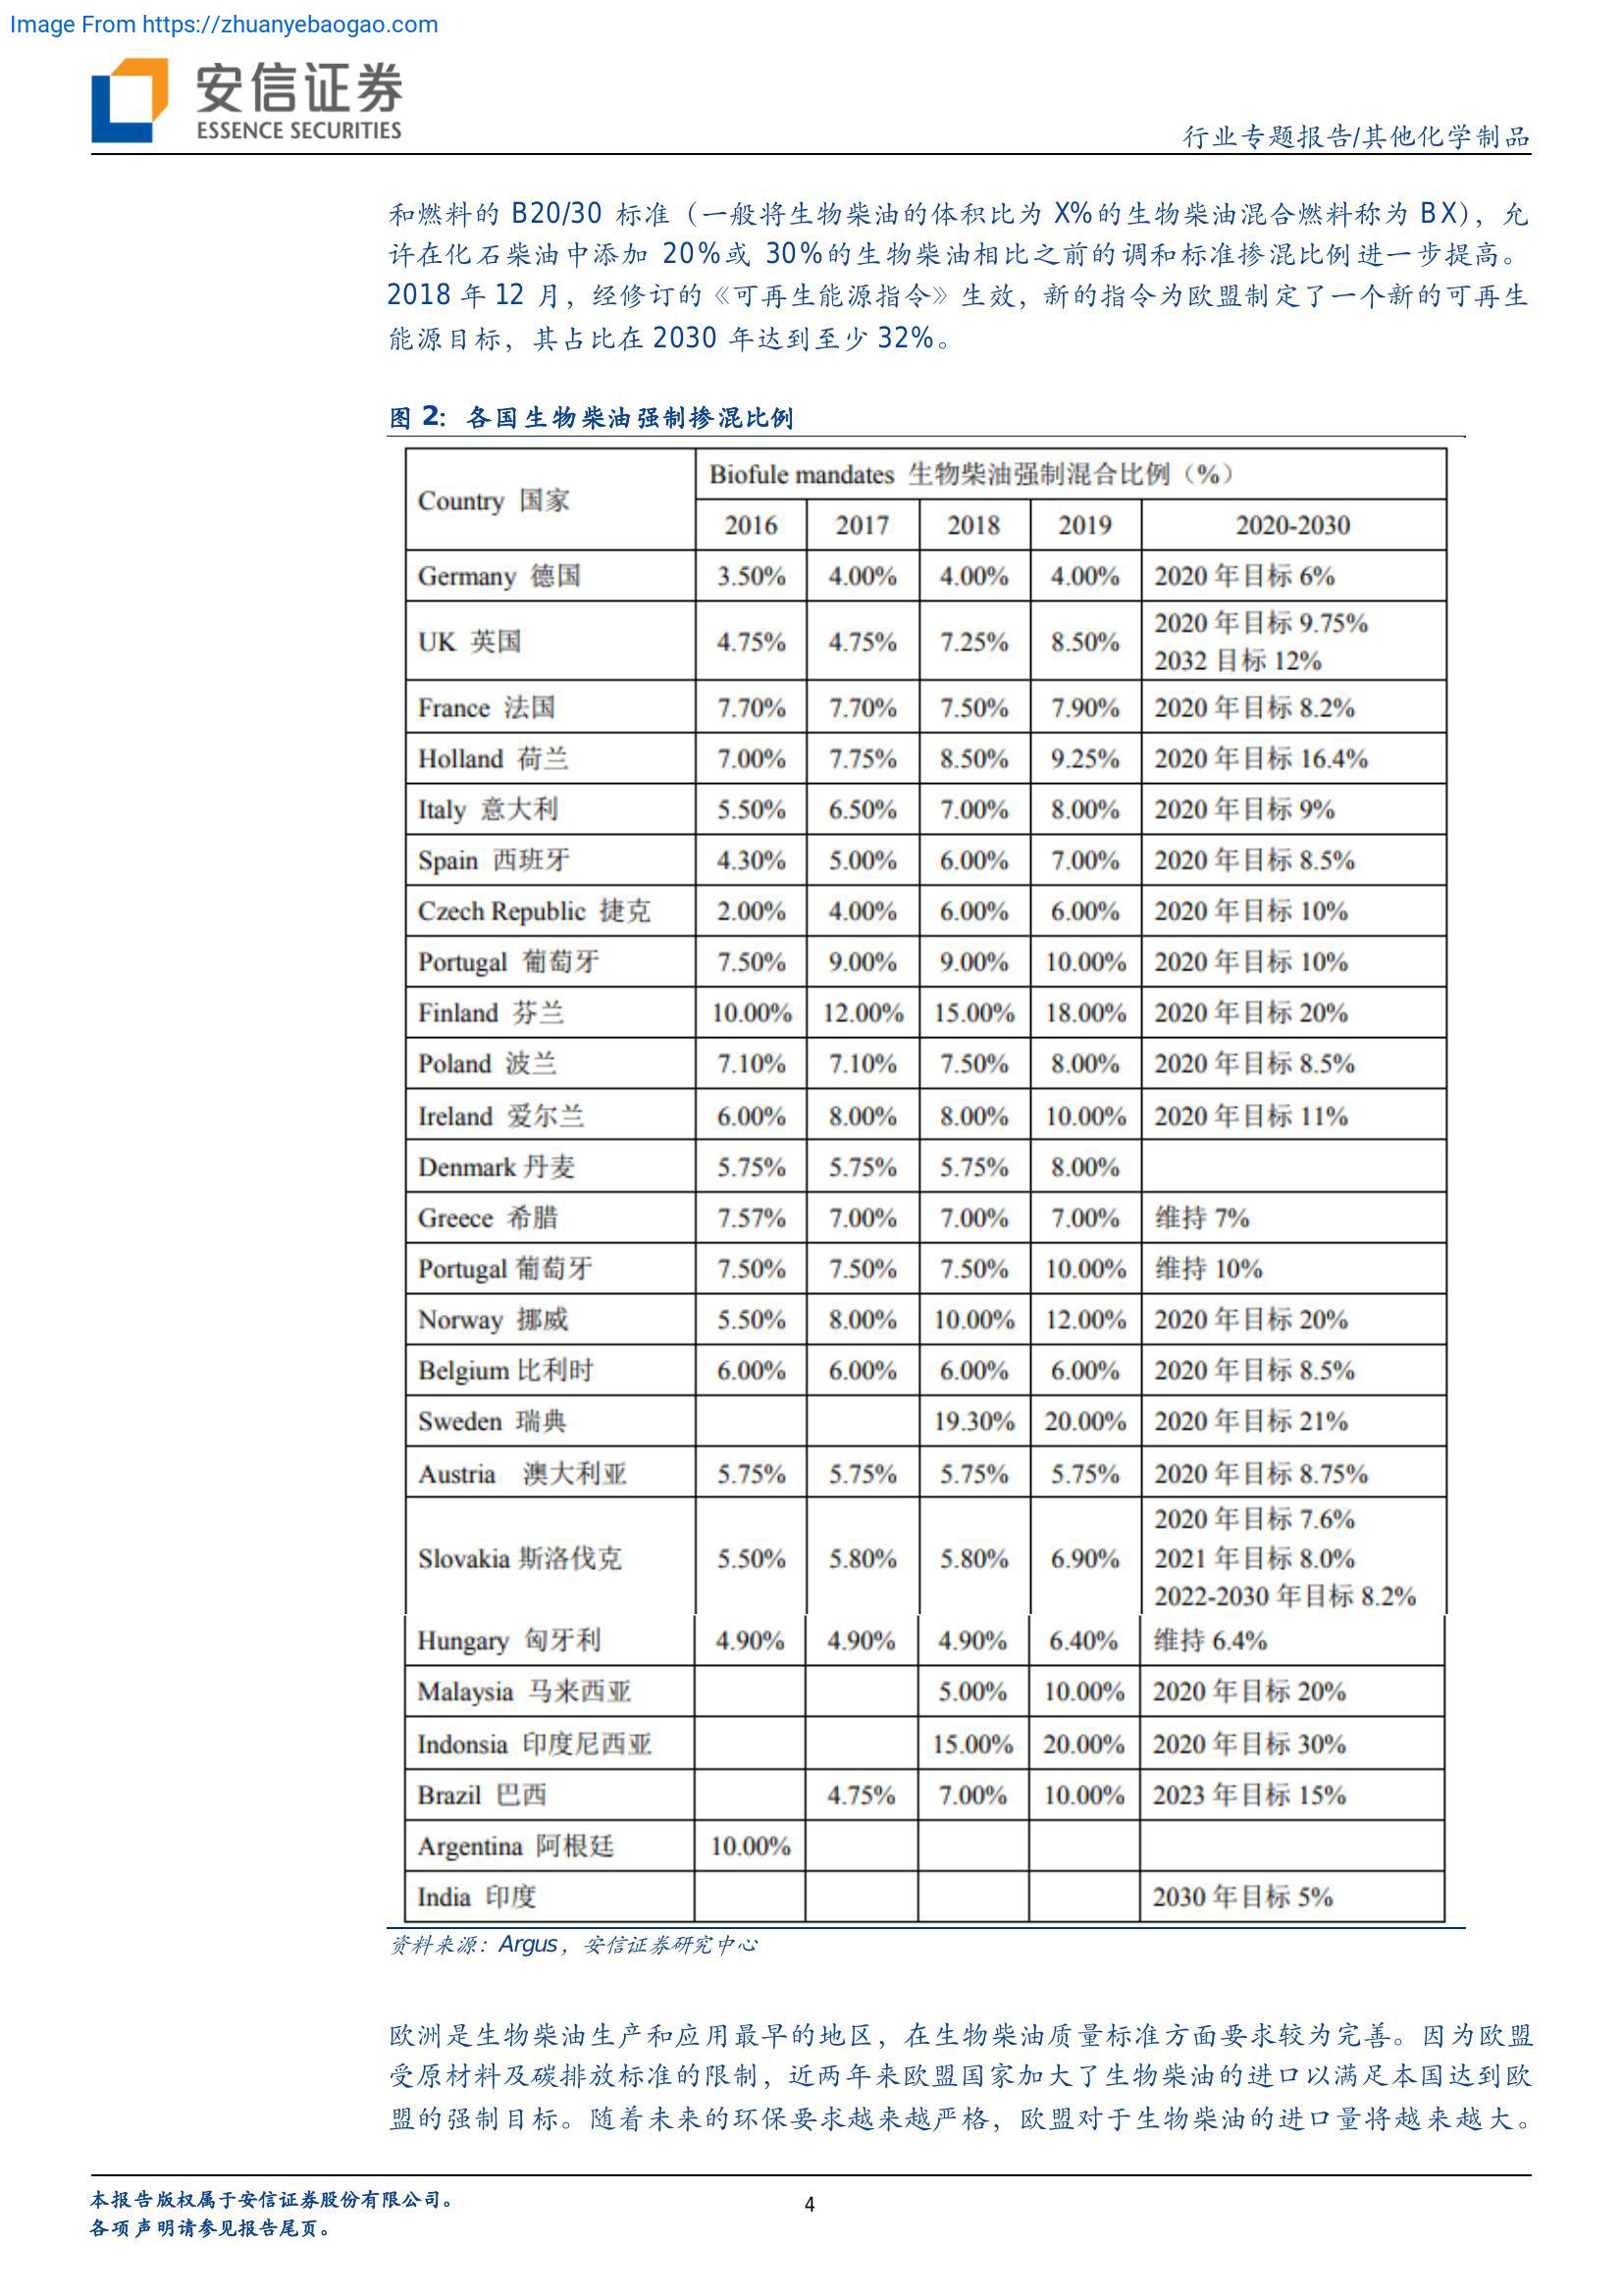 Image From https://zhuanyebaogao.com
安信证券
ESSENCE SECURITIES
行业专题报告/其他化学制品
和燃料的 B20/30 标准（一般将生物柴油的体积比为 X%的生物柴油混合燃料称为 BX），允
许在化石柴油中添加 20%或 30%的生物柴油相比之前的调和标准掺混比例进一步提高。
2018 年 12 月，经修订的《可再生能源指令》生效，新的指令为欧盟制定了一个新的可再生
能源目标，其占比在 2030 年达到至少 32%。
图 2：各国生物柴油强制掺混比例
Country 国家 Biofule mandates 生物柴油强制混合比例（%）
2016 2017 2018 2019 2020-2030
Germany 德国 3.50% 4.00% 4.00% 4.00% 2020 年目标 6%
UK 英国 4.75% 4.75% 7.25% 8.50% 2020 年目标 9.75%
2032 目标 12%
France 法国 7.70% 7.70% 7.50% 7.90% 2020 年目标 8.2%
Holland 荷兰 7.00% 7.75% 8.50% 9.25% 2020 年目标 16.4%
Italy 意大利 5.50% 6.50% 7.00% 8.00% 2020 年目标 9%
Spain 西班牙 4.30% 5.00% 6.00% 7.00% 2020 年目标 8.5%
Czech Republic 捷克 2.00% 4.00% 6.00% 6.00% 2020 年目标 10%
Portugal 葡萄牙 7.50% 9.00% 9.00% 10.00% 2020 年目标 10%
Finland 芬兰 10.00% 12.00% 15.00% 18.00% 2020 年目标 20%
Poland 波兰 7.10% 7.10% 7.50% 8.00% 2020 年目标 8.5%
Ireland 爱尔兰 6.00% 8.00% 8.00% 10.00% 2020 年目标 11%
Denmark 丹麦 5.75% 5.75% 5.75% 8.00%
Greece 希腊 7.57% 7.00% 7.00% 7.00% 维持 7%
Portugal 葡萄牙 7.50% 7.50% 7.50% 10.00% 维持 10%
Norway 挪威 5.50% 8.00% 10.00% 12.00% 2020 年目标 20%
Belgium 比利时 6.00% 6.00% 6.00% 6.00% 2020 年目标 8.5%
Sweden 瑞典 19.30% 20.00% 2020 年目标 21%
Austria 澳大利亚 5.75% 5.75% 5.75% 5.75% 2020 年目标 8.75%
Slovakia 斯洛伐克 5.50% 5.80% 5.80% 6.90% 2020 年目标 7.6%
2021 年目标 8.0%
2022-2030 年目标 8.2%
Hungary 匈牙利 4.90% 4.90% 4.90% 6.40% 维持 6.4%
Malaysia 马来西亚 5.00% 10.00% 2020 年目标 20%
Indonsia 印度尼西亚 15.00% 20.00% 2020 年目标 30%
Brazil 巴西 4.75% 7.00% 10.00% 2023 年目标 15%
Argentina 阿根廷 10.00%
India 印度 2030 年目标 5%
资料来源：Argus，安信证券研究中心
欧洲是生物柴油生产和应用最早的地区，在生物柴油质量标准方面要求较为完善。因为欧盟
受原材料及碳排放标准的限制，近两年来欧盟国家加大了生物柴油的进口以满足本国达到欧
盟的强制目标。随着未来的环保要求越来越严格，欧盟对于生物柴油的进口量将越来越大。
本报告版权属于安信证券股份有限公司。
各项声明请参见报告尾页。
4